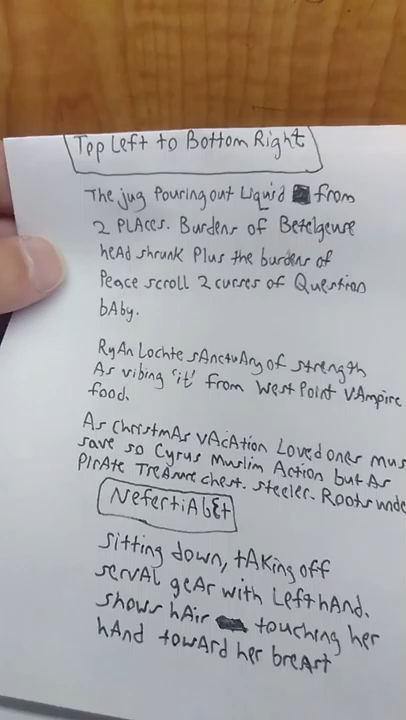 Top Left to Bottom Right
The jug Pouring out Liquid from
2 PLAces. Burdens of Betelgeuse
heAd shrunk Plus the burdens of
Peace scroll 2 curses of Question
bAby.
RyAn Lochte sAnctuAry of strength
As vibing "it" from West Point VAmpire
food.
As christmAs vAcAtion Loved ones mus
save so Cyrus Muslim Action but As
PirAte TreAsure chest. steeler. Roots unde
NefertiAbEt
sitting down, tAking off
servAl geAr with Left hAnd.
shows hAir touching her
hAnd towArd her breAst